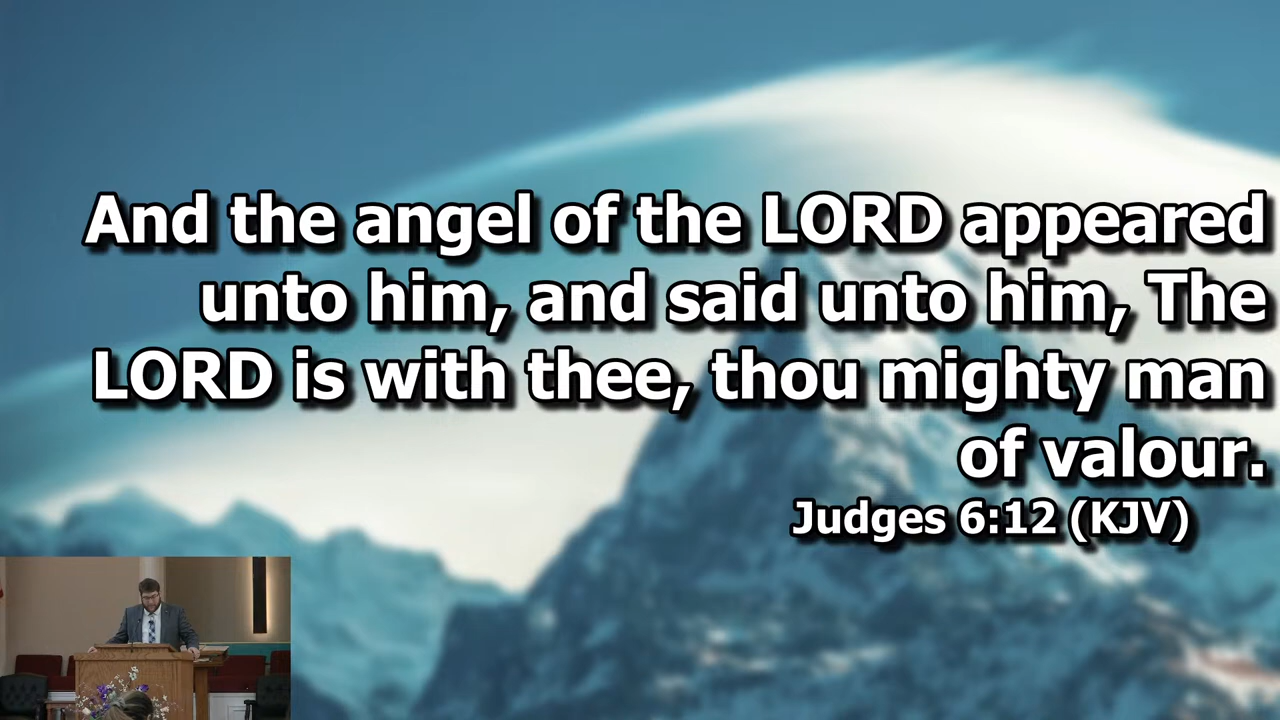 And the angel of the LORD appeared
unto him, and said unto him, The
LORD is with thee, thou mighty man
of valour.
Judges 6:12 (KJV)